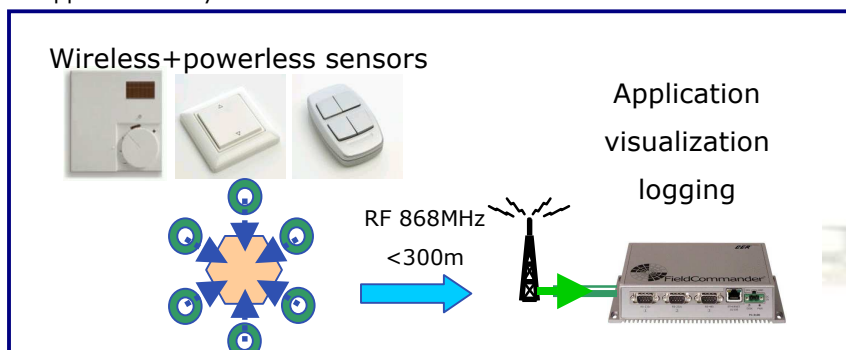 Wireless+powerless sensors
Application
visualization
logging
RF 868MHz
<300m
FieldCommander